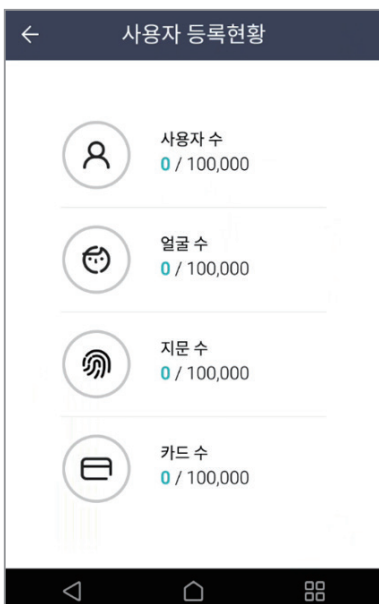 사용자 등록현황
사용자 수
0 / 100,000
얼굴 수
0 / 100,000
지문 수
0 / 100,000
카드 수
0 / 100,000